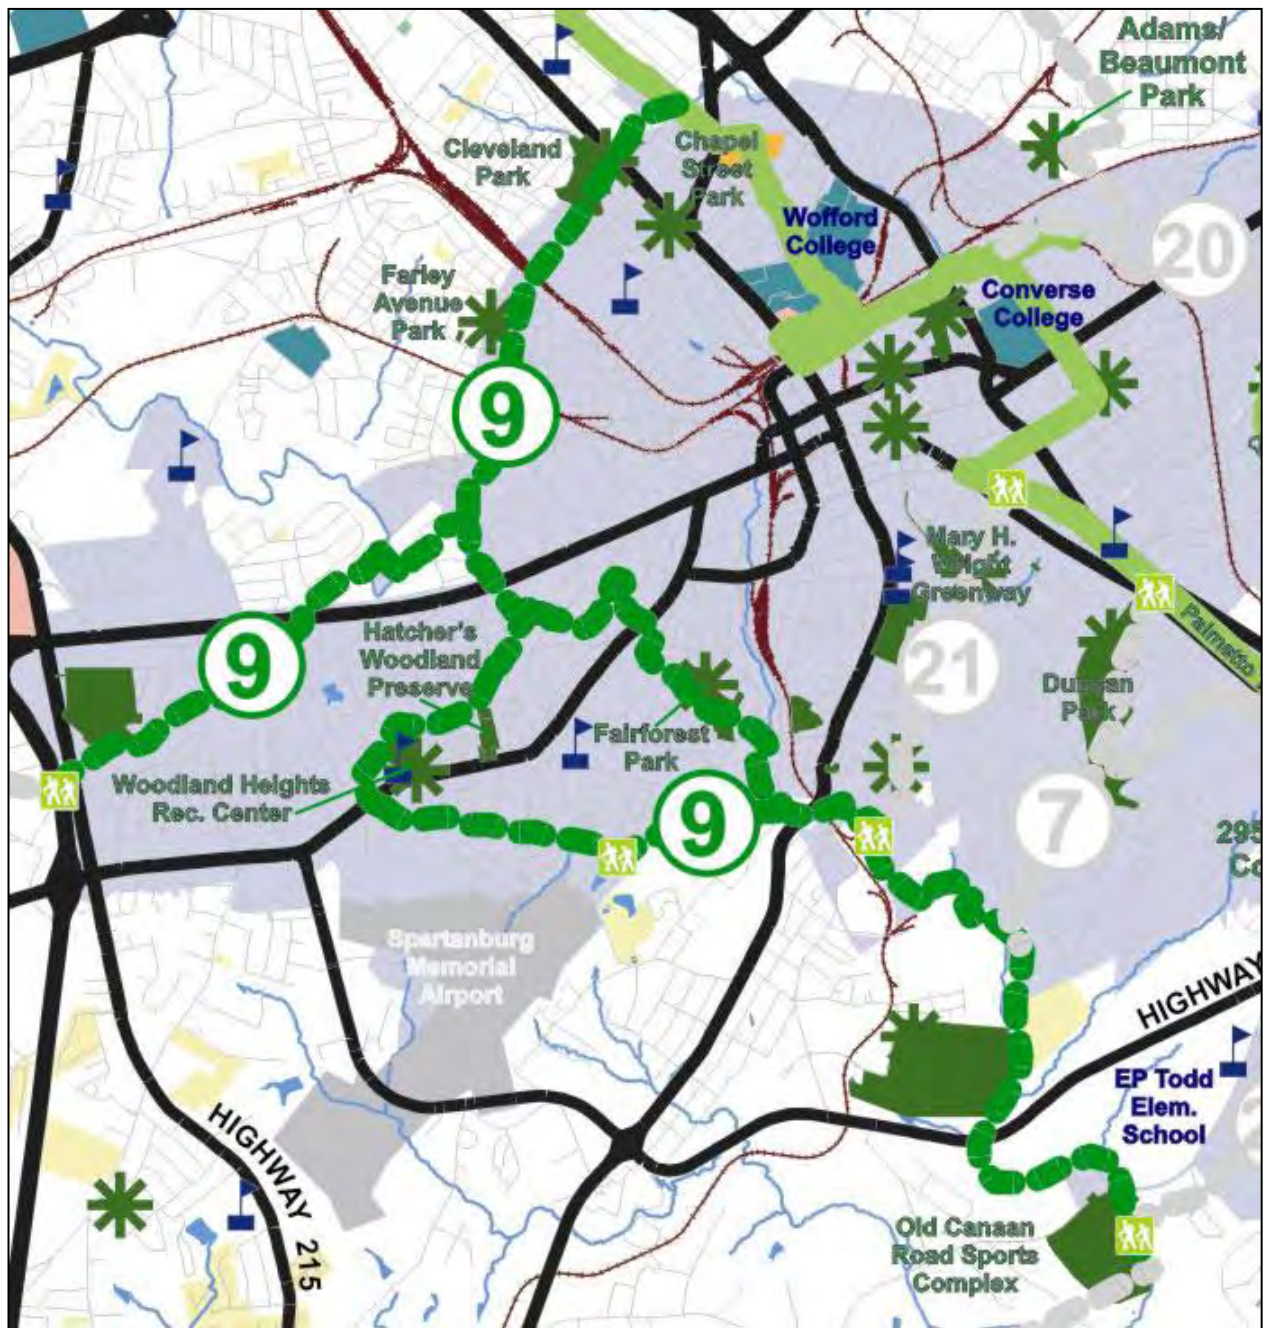 Adams/
Beaumont
Park
Cleveland
Park
Chapel
Street
Park
Wofford
College
20
Farley
Avenue
Park
Converse
College
9
Mary H.
Wright
Greenway
Palmetto
Hatcher's
Woodland
Preserve
9
21
Duncan
Park
Fairforest
Park
Woodland Heights
Rec. Center
9
7
295
Co
Spartanburg
Memorial
Airport
HIGHWAY
EP Todd
Elem.
School
HIGHWAY 215
Old Canaan
Road Sports
Complex